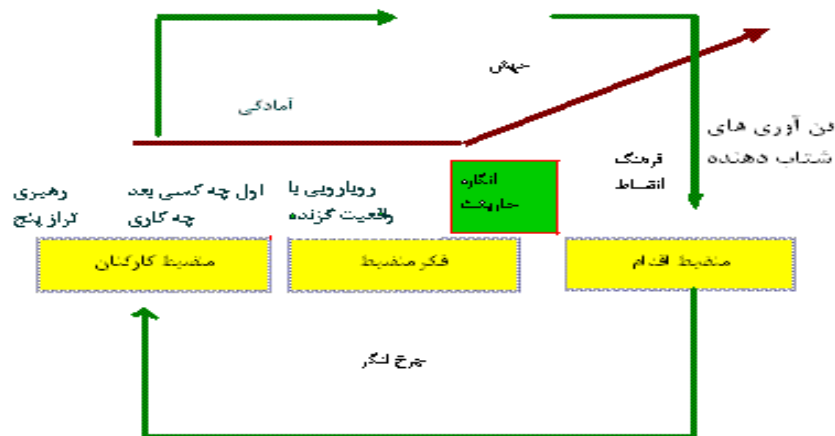 جهش
آمادگی
فن آوری های
شتاب دهنده
فرهنگ
انضباط
انگاره
خارپشت
رویارویی با
واقعیت گزنده
اول چه کسی بعد
چه کاری
رهبری
تراز پنج
منضبط اقدام
فکر منضبط
منضبط کارکنان
چرخ لنگر